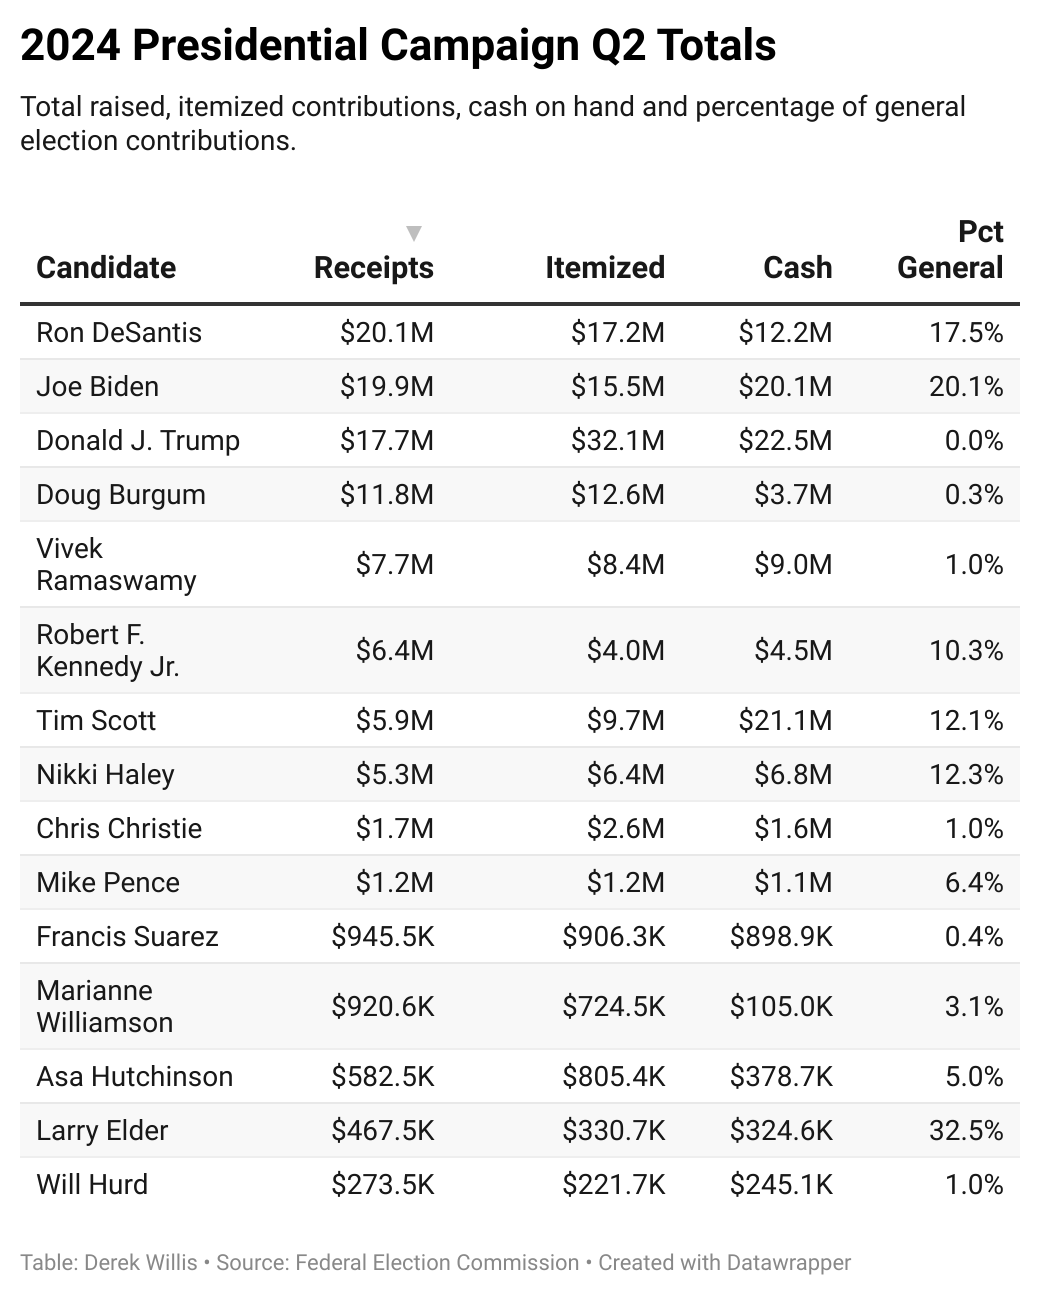 2024 Presidential Campaign Q2 Totals
Total raised, itemized contributions, cash on hand and percentage of general
election contributions.
▼ Pct
Candidate Receipts Itemized Cash General
Ron DeSantis $20.1M $17.2M $12.2M 17.5%
Joe Biden $19.9M $15.5M $20.1M 20.1%
Donald J. Trump $17.7M $32.1M $22.5M 0.0%
Doug Burgum $11.8M $12.6M $3.7M 0.3%
Vivek
Ramaswamy $7.7M $8.4M $9.0M 1.0%
Robert F.
Kennedy Jr. $6.4M $4.0M $4.5M 10.3%
Tim Scott $5.9M $9.7M $21.1M 12.1%
Nikki Haley $5.3M $6.4M $6.8M 12.3%
Chris Christie $1.7M $2.6M $1.6M 1.0%
Mike Pence $1.2M $1.2M $1.1M 6.4%
Francis Suarez $945.5K $906.3K $898.9K 0.4%
Marianne
Williamson $920.6K $724.5K $105.0K 3.1%
Asa Hutchinson $582.5K $805.4K $378.7K 5.0%
Larry Elder $467.5K $330.7K $324.6K 32.5%
Will Hurd $273.5K $221.7K $245.1K 1.0%
Table: Derek Willis • Source: Federal Election Commission • Created with Datawrapper